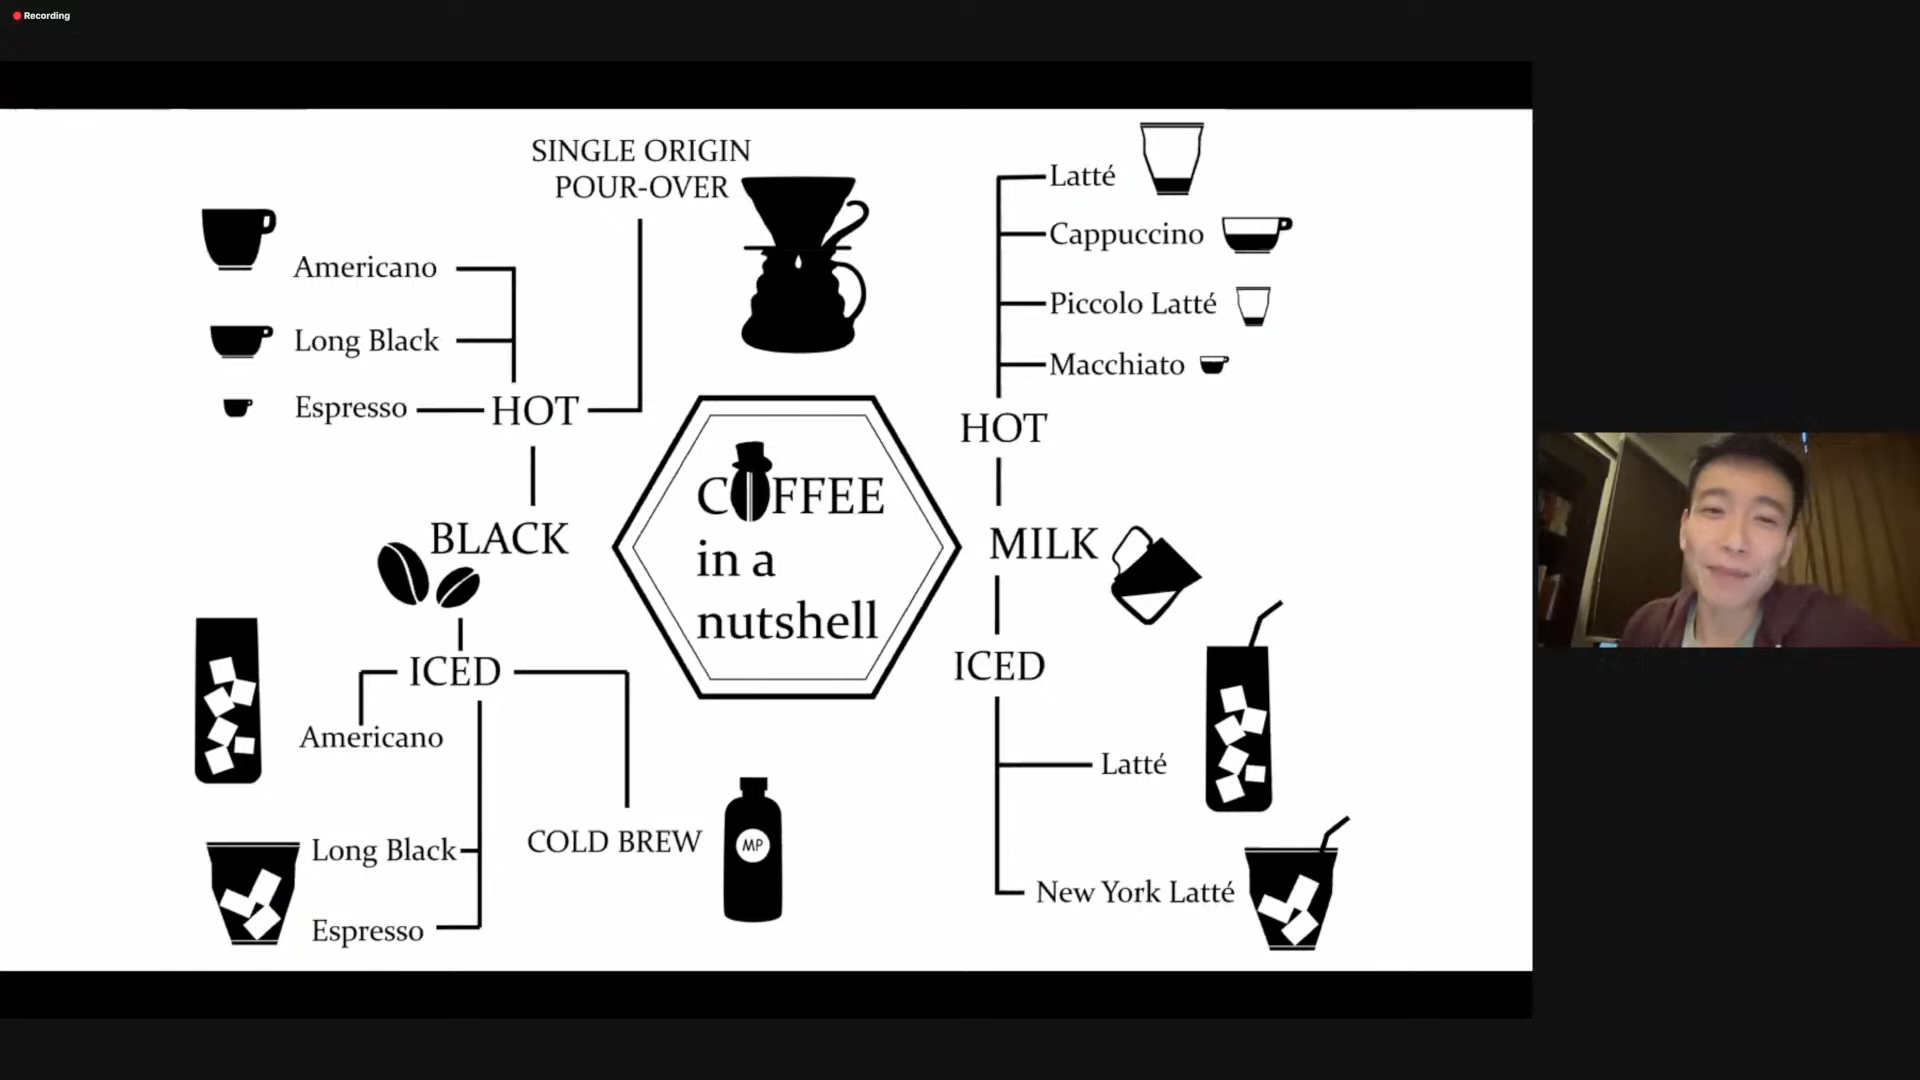 Recording
SINGLE ORIGIN
POUR-OVER
Americano
Long Black
Espresso
HOT
BLACK
ICED
Americano
Long Black
Espresso
COLD BREW
MP
COFFEE
in a
nutshell
Latté
Cappuccino
Piccolo Latté
Macchiato
HOT
MILK
ICED
Latté
New York Latté